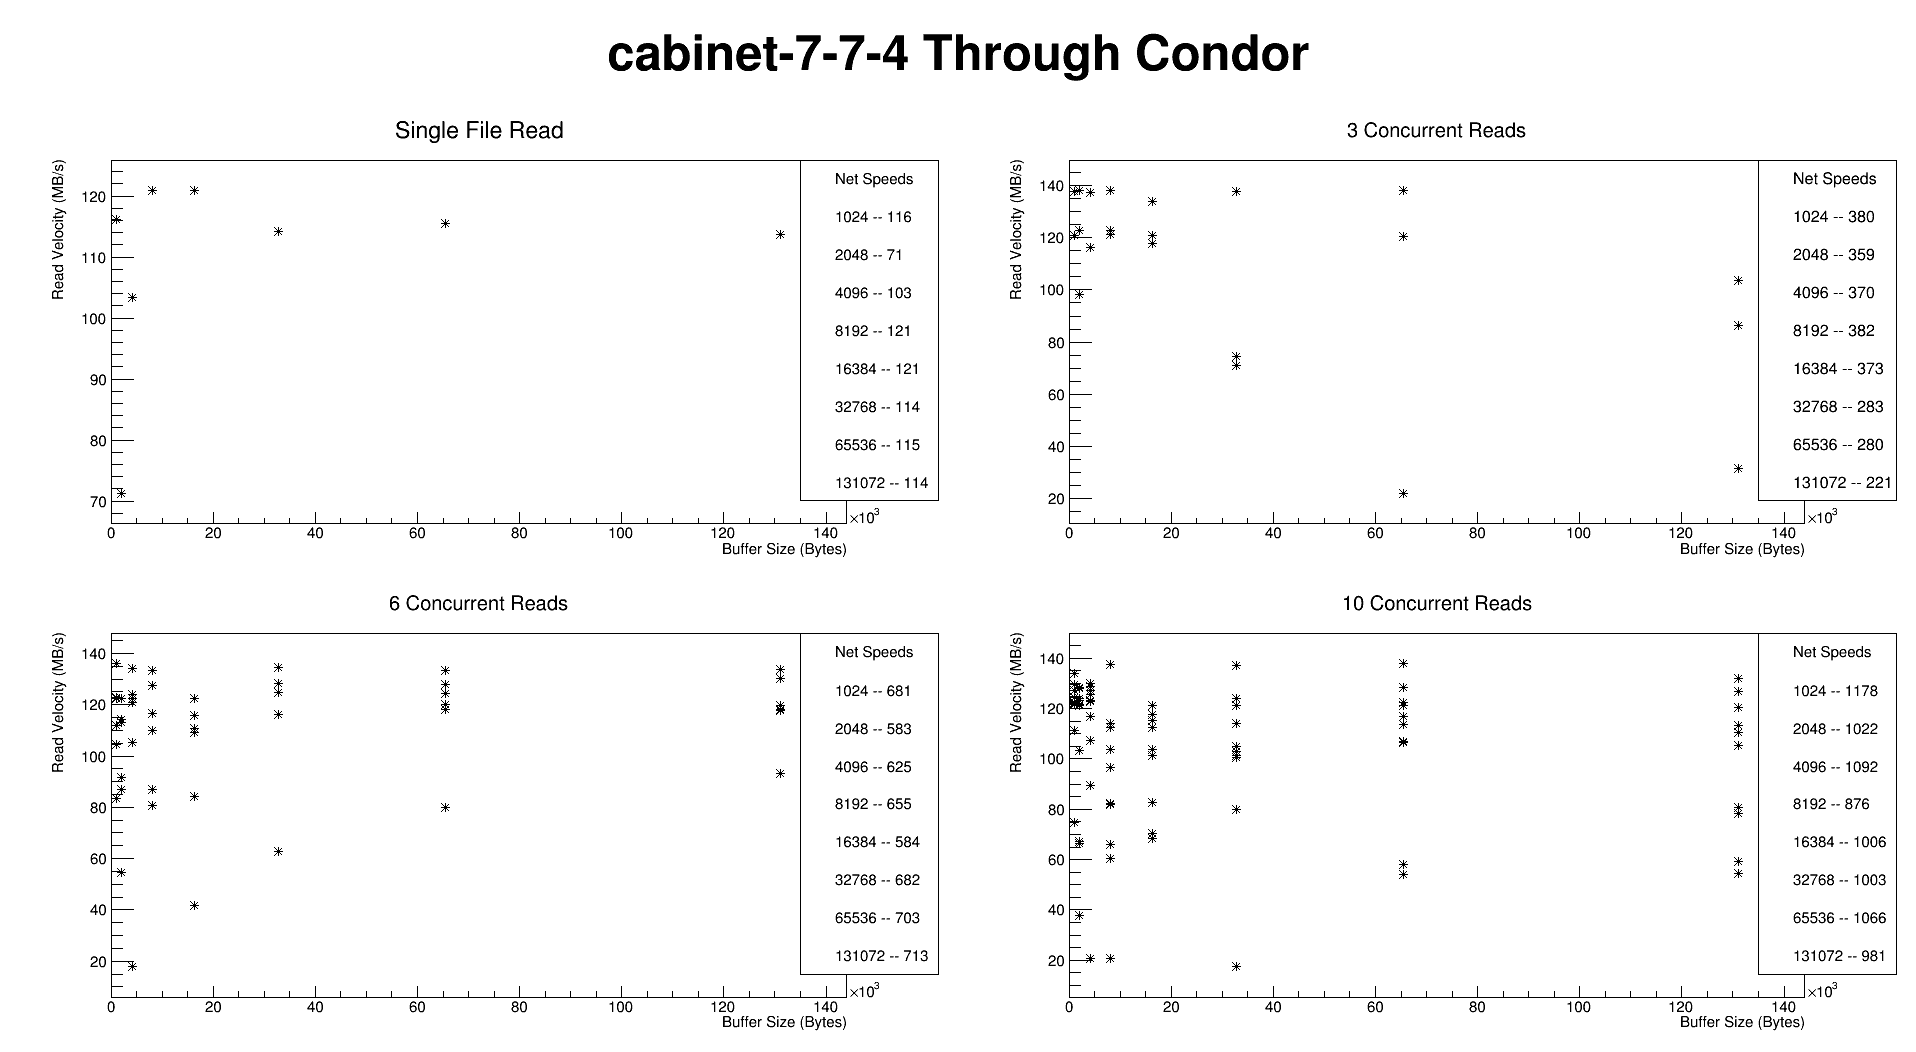 cabinet-7-7-4 Through Condor
Single File Read
Read Velocity (MB/s)
120
110
100
90
80
70
0 20 40 60 80 100 120 140
×10³
Buffer Size (Bytes)
Net Speeds
1024 -- 116
2048 -- 71
4096 -- 103
8192 -- 121
16384 -- 121
32768 -- 114
65536 -- 115
131072 -- 114
3 Concurrent Reads
Read Velocity (MB/s)
140
120
100
80
60
40
20
0 20 40 60 80 100 120 140
×10³
Buffer Size (Bytes)
Net Speeds
1024 -- 380
2048 -- 359
4096 -- 370
8192 -- 382
16384 -- 373
32768 -- 283
65536 -- 280
131072 -- 221
6 Concurrent Reads
Read Velocity (MB/s)
140
120
100
80
60
40
20
0 20 40 60 80 100 120 140
×10³
Buffer Size (Bytes)
Net Speeds
1024 -- 681
2048 -- 583
4096 -- 625
8192 -- 655
16384 -- 584
32768 -- 682
65536 -- 703
131072 -- 713
10 Concurrent Reads
Read Velocity (MB/s)
140
120
100
80
60
40
20
0 20 40 60 80 100 120 140
×10³
Buffer Size (Bytes)
Net Speeds
1024 -- 1178
2048 -- 1022
4096 -- 1092
8192 -- 876
16384 -- 1006
32768 -- 1003
65536 -- 1066
131072 -- 981